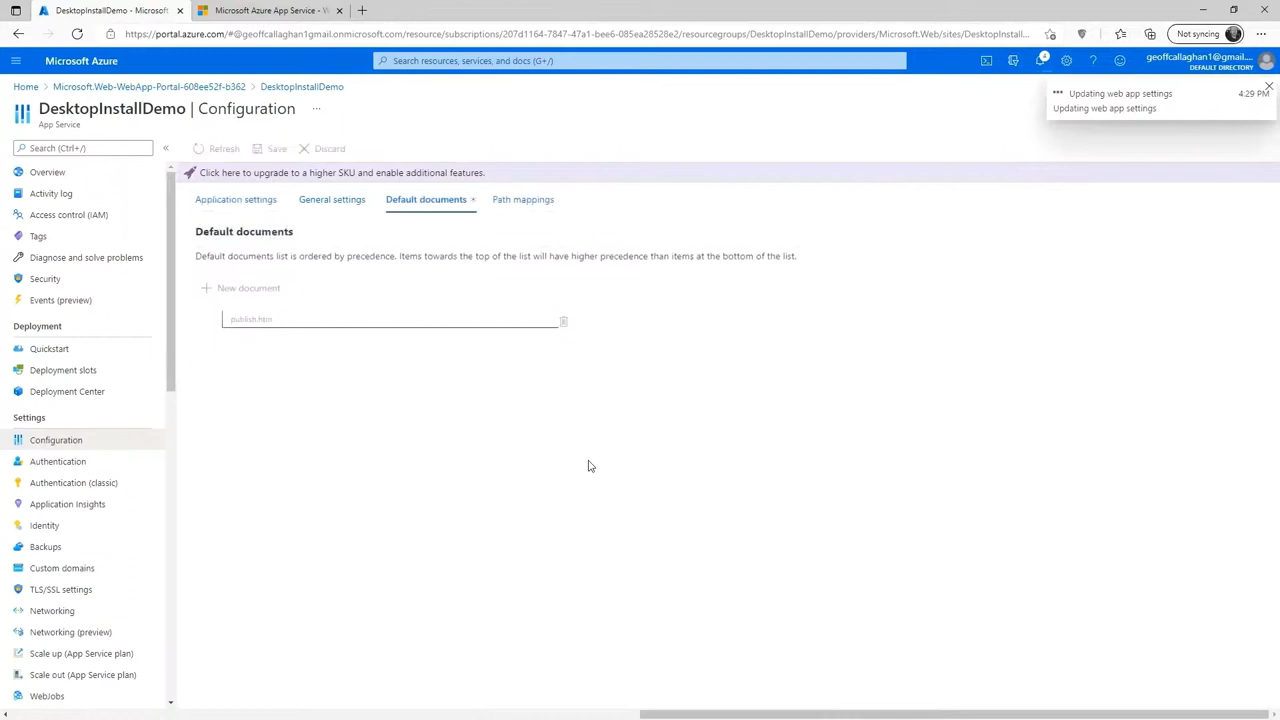 DesktopInstallDemo - Microsoft
Microsoft Azure App Service - W
https://portal.azure.com/#@geoffcallaghan1gmail.onmicrosoft.com/resource/subscriptions/207d1164-7847-47a1-bee6-085ea28528e2/resourcegroups/DesktopInstallDemo/providers/Microsoft.Web/sites/DesktopInstall...
Not syncing
Microsoft Azure
Search resources, services, and docs (G+/)
4
geoffcallaghan1@gmail....
DEFAULT DIRECTORY
Home > Microsoft.Web-WebApp-Portal-608ee52f-b362 > DesktopInstallDemo
Updating web app settings 4:29 PM
Updating web app settings
DesktopInstallDemo | Configuration ...
App Service
Search (Ctrl+/)
Refresh Save Discard
Click here to upgrade to a higher SKU and enable additional features.
Application settings General settings Default documents * Path mappings
Default documents
Default documents list is ordered by precedence. Items towards the top of the list will have higher precedence than items at the bottom of the list.
New document
publish.htm
Overview
Activity log
Access control (IAM)
Tags
Diagnose and solve problems
Security
Events (preview)
Deployment
Quickstart
Deployment slots
Deployment Center
Settings
Configuration
Authentication
Authentication (classic)
Application Insights
Identity
Backups
Custom domains
TLS/SSL settings
Networking
Networking (preview)
Scale up (App Service plan)
Scale out (App Service plan)
WebJobs